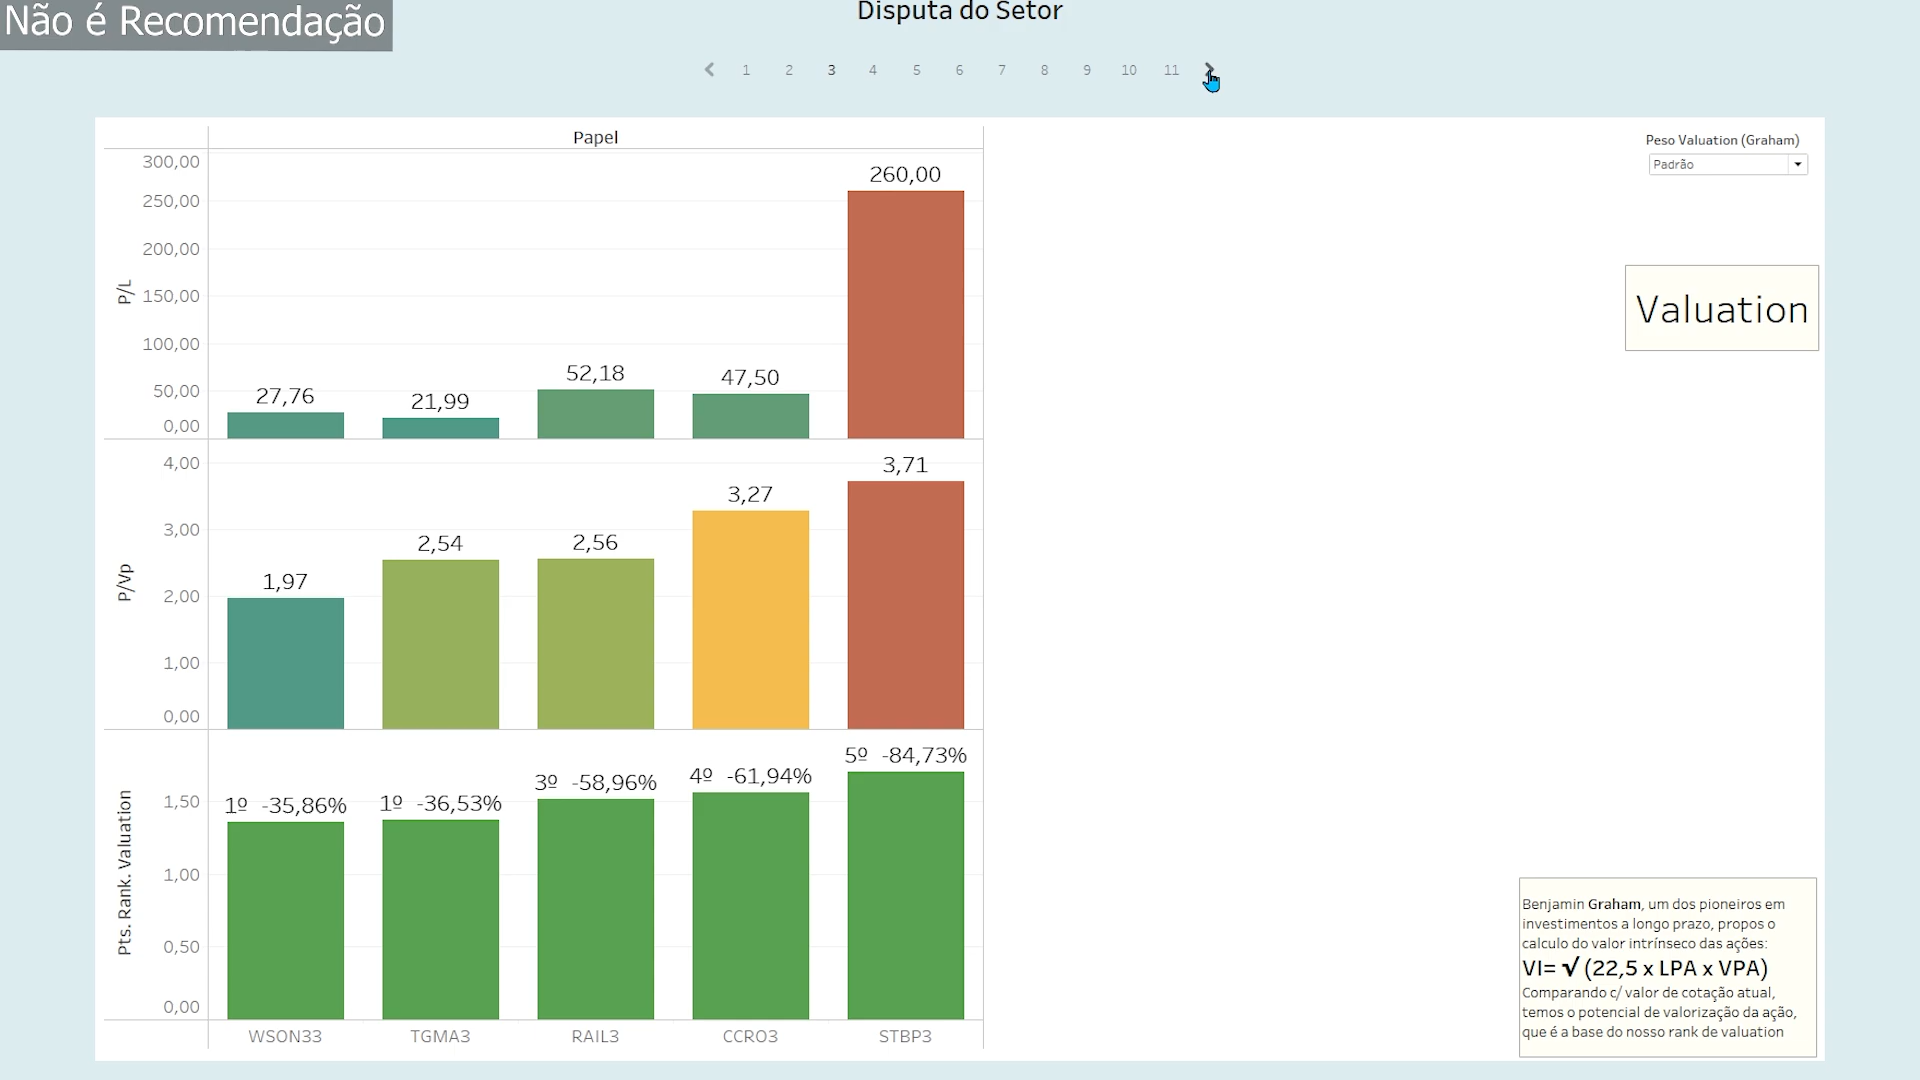 Não é Recomendação
Disputa do Setor
1 2 3 4 5 6 7 8 9 10 11
Papel
Peso Valuation (Graham)
Padrão
Valuation
P/L
300,00
250,00
200,00
150,00
100,00
50,00
0,00
27,76
21,99
52,18
47,50
260,00
P/Vp
4,00
3,00
2,00
1,00
0,00
1,97
2,54
2,56
3,27
3,71
Pts. Rank. Valuation
1,50
1,00
0,50
0,00
1º -35,86%
1º -36,53%
3º -58,96%
4º -61,94%
5º -84,73%
WSON33 TGMA3 RAIL3 CCRO3 STBP3
Benjamin Graham, um dos pioneiros em
investimentos a longo prazo, propos o
calculo do valor intrínseco das ações:
VI= √ (22,5 x LPA x VPA)
Comparando c/ valor de cotação atual,
temos o potencial de valorização da ação,
que é a base do nosso rank de valuation